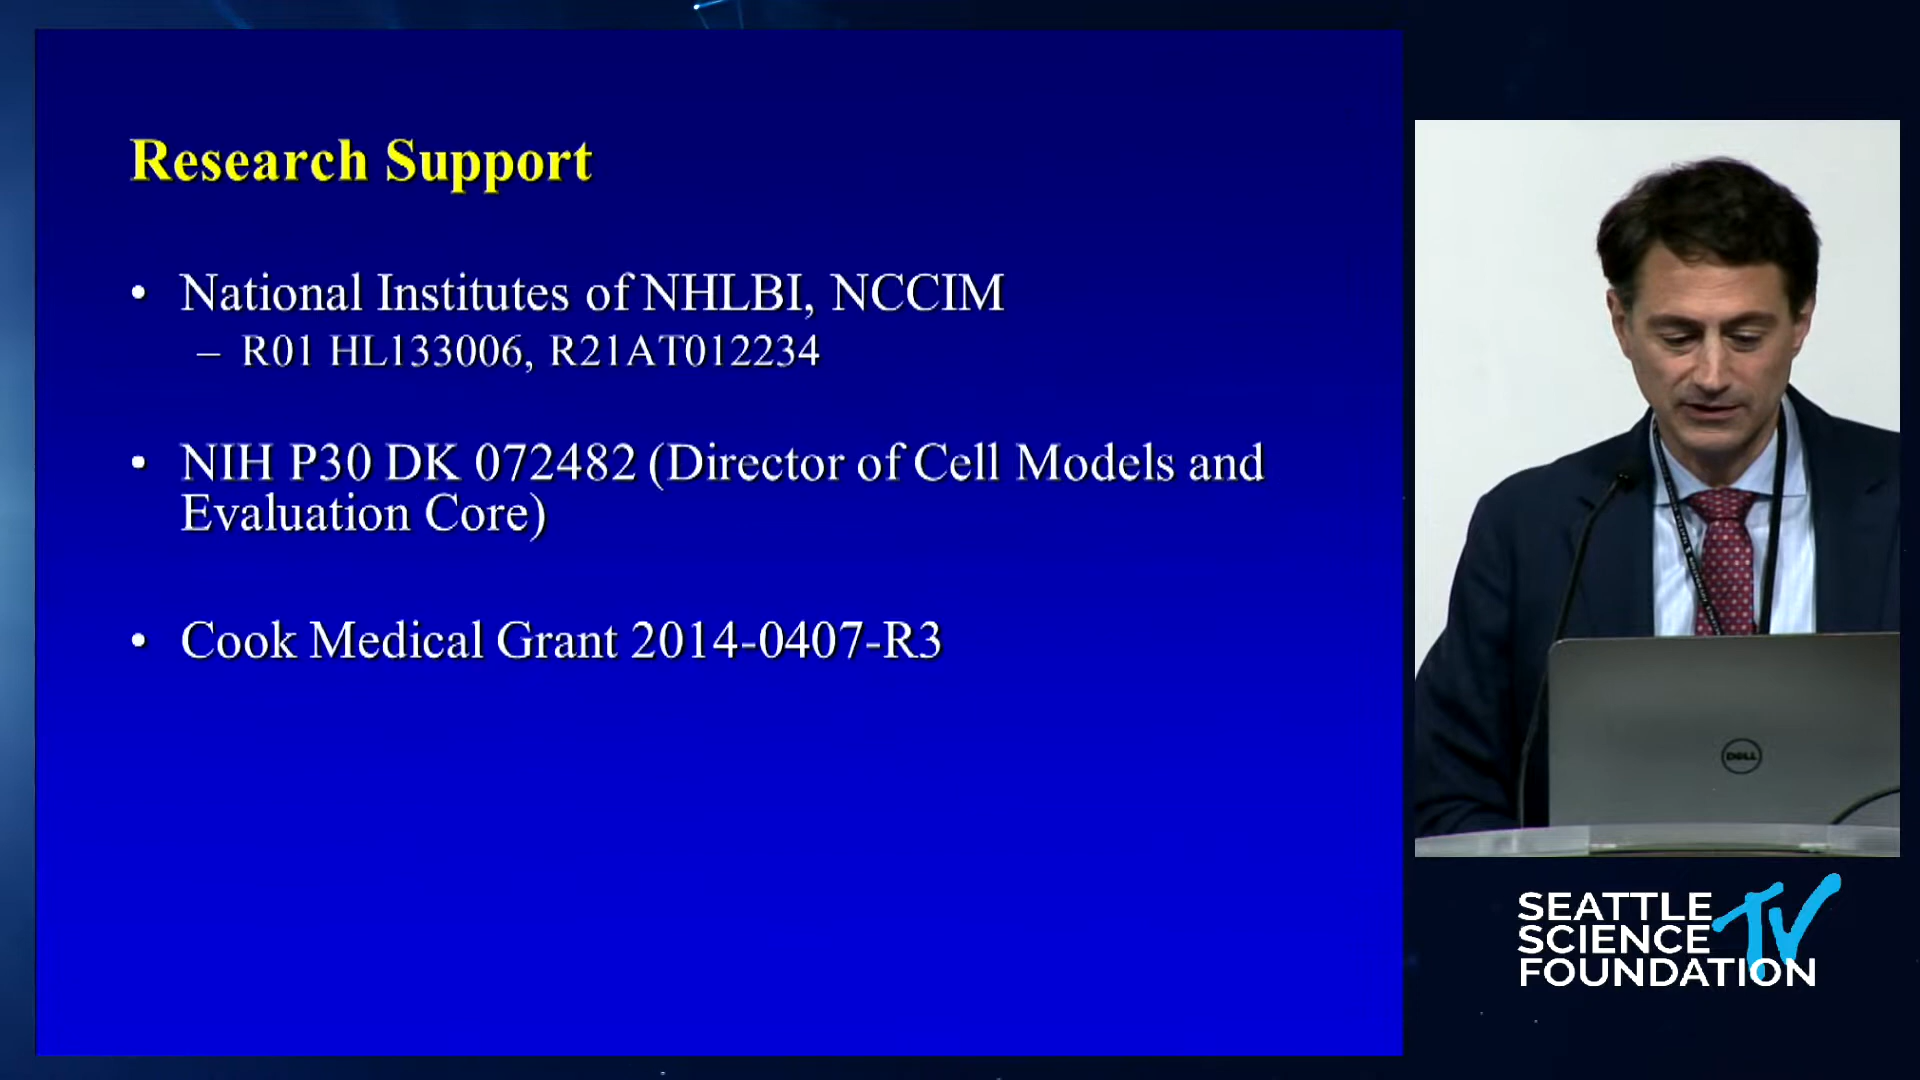 Research Support
• National Institutes of NHLBI, NCCIM
– R01 HL133006, R21AT012234
• NIH P30 DK 072482 (Director of Cell Models and
Evaluation Core)
• Cook Medical Grant 2014-0407-R3
DELL
SEATTLE
SCIENCE
FOUNDATION
TV